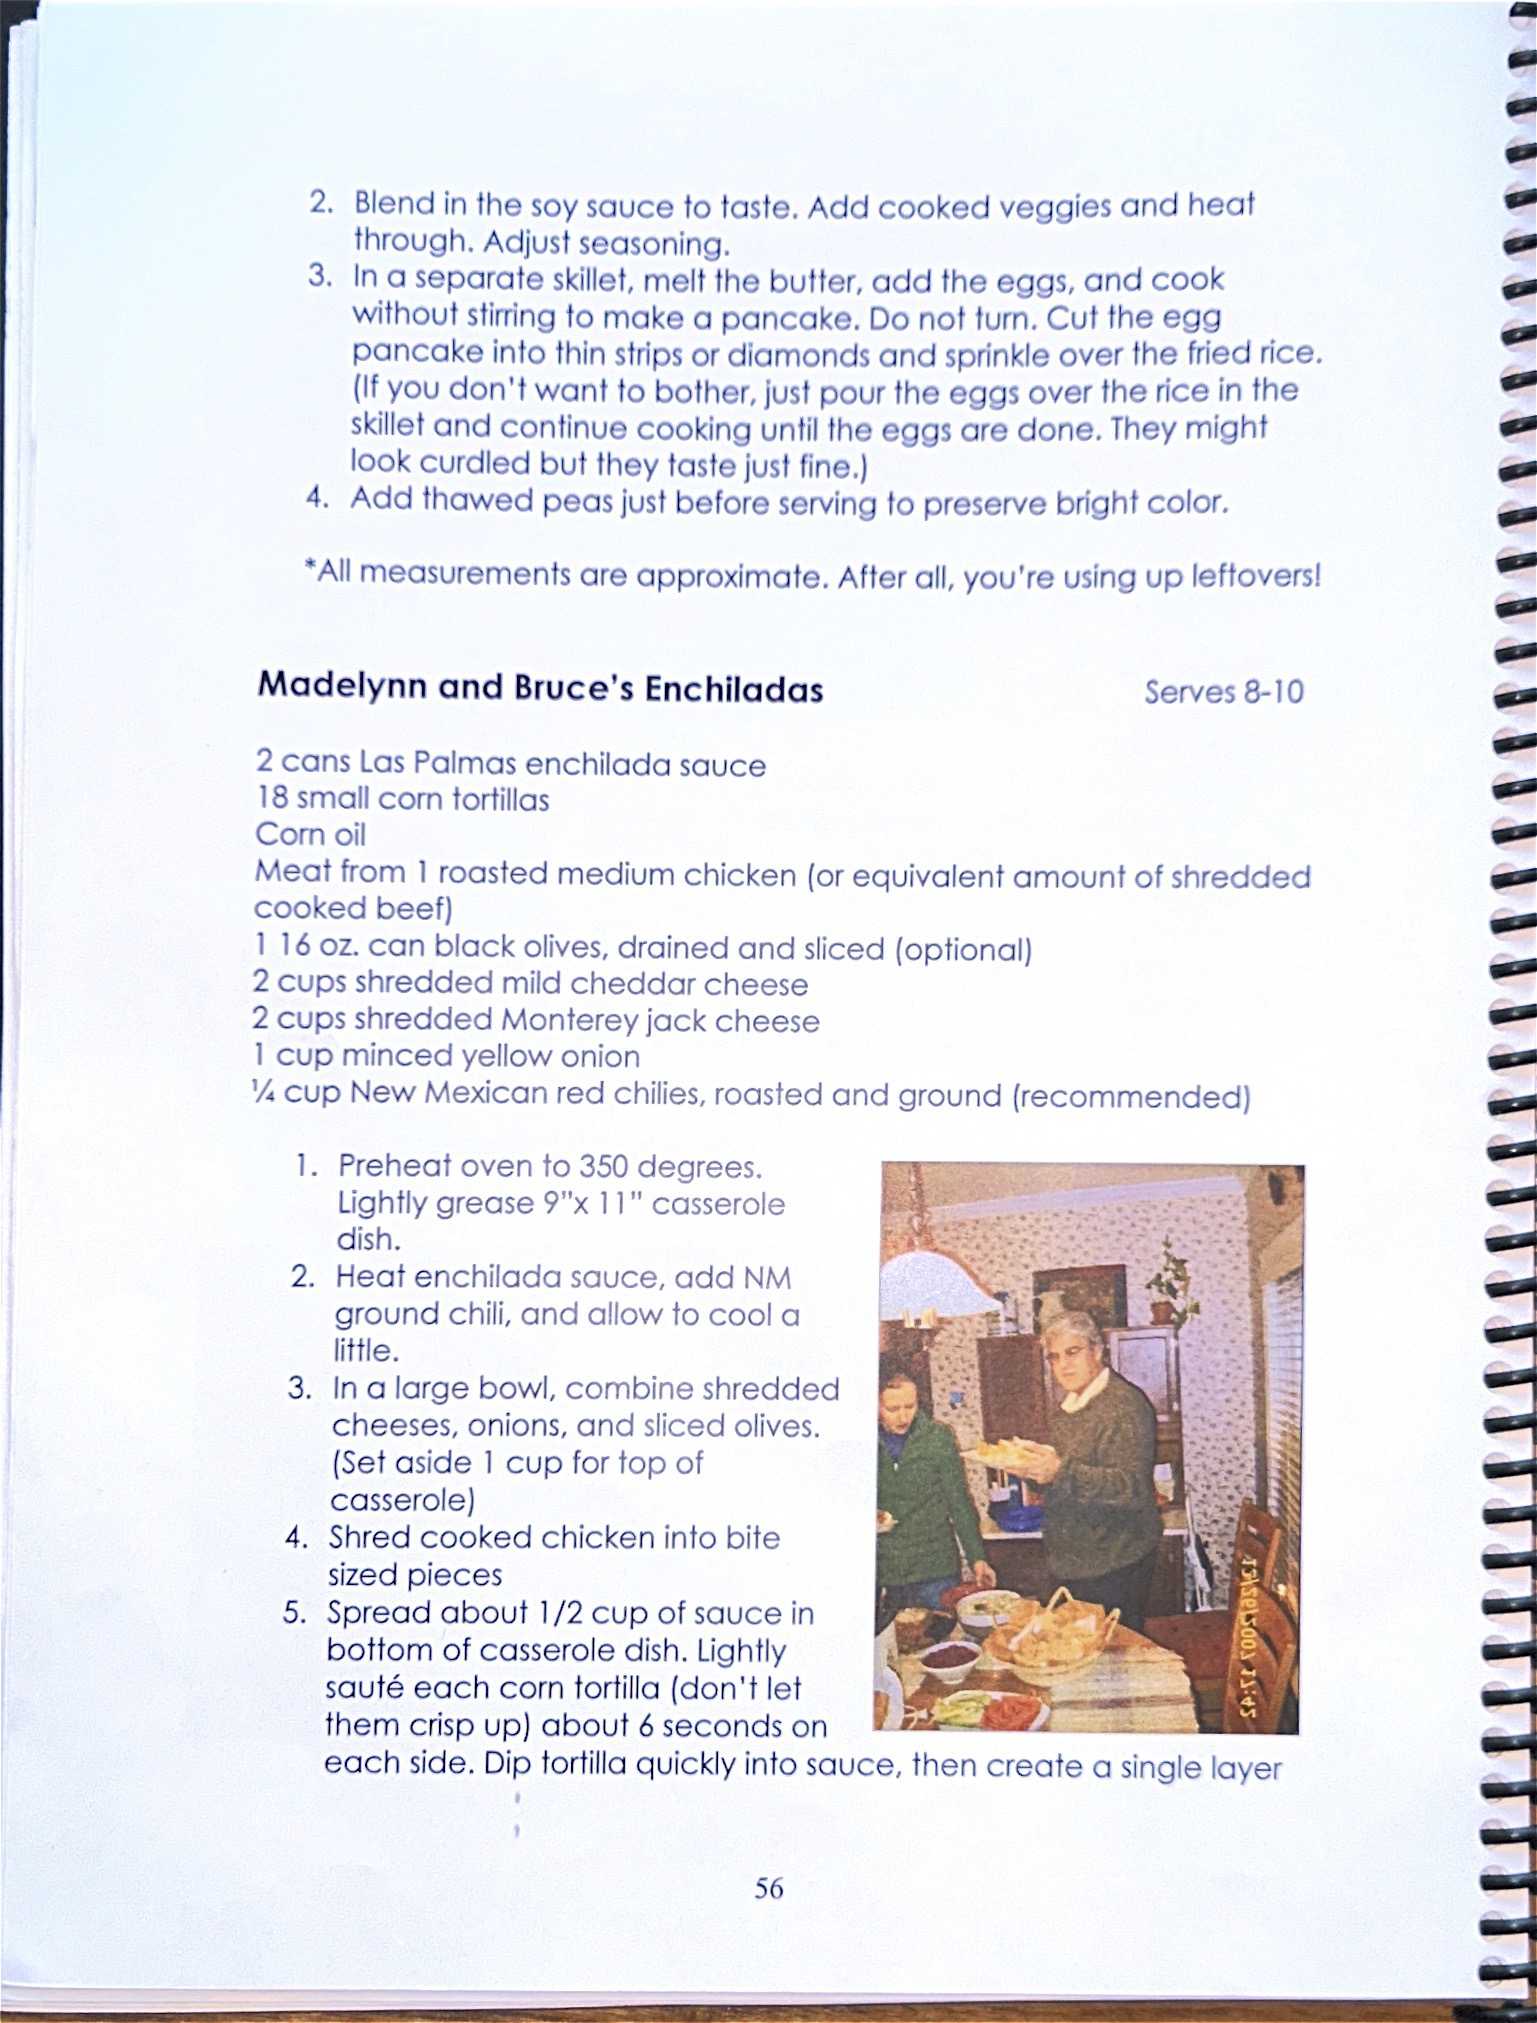 2. Blend in the soy sauce to taste. Add cooked veggies and heat
through. Adjust seasoning.
3. In a separate skillet, melt the butter, add the eggs, and cook
without stirring to make a pancake. Do not turn. Cut the egg
pancake into thin strips or diamonds and sprinkle over the fried rice.
(If you don't want to bother, just pour the eggs over the rice in the
skillet and continue cooking until the eggs are done. They might
look curdled but they taste just fine.)
4. Add thawed peas just before serving to preserve bright color.
*All measurements are approximate. After all, you're using up leftovers!
Madelynn and Bruce's Enchiladas Serves 8-10
2 cans Las Palmas enchilada sauce
18 small corn tortillas
Corn oil
Meat from 1 roasted medium chicken (or equivalent amount of shredded
cooked beef)
1 16 oz. can black olives, drained and sliced (optional)
2 cups shredded mild cheddar cheese
2 cups shredded Monterey jack cheese
1 cup minced yellow onion
¼ cup New Mexican red chilies, roasted and ground (recommended)
1. Preheat oven to 350 degrees.
Lightly grease 9"x 11" casserole
dish.
2. Heat enchilada sauce, add NM
ground chili, and allow to cool a
little.
3. In a large bowl, combine shredded
cheeses, onions, and sliced olives.
(Set aside 1 cup for top of
casserole)
4. Shred cooked chicken into bite
sized pieces
5. Spread about 1/2 cup of sauce in
bottom of casserole dish. Lightly
sauté each corn tortilla (don't let
them crisp up) about 6 seconds on
each side. Dip tortilla quickly into sauce, then create a single layer
56